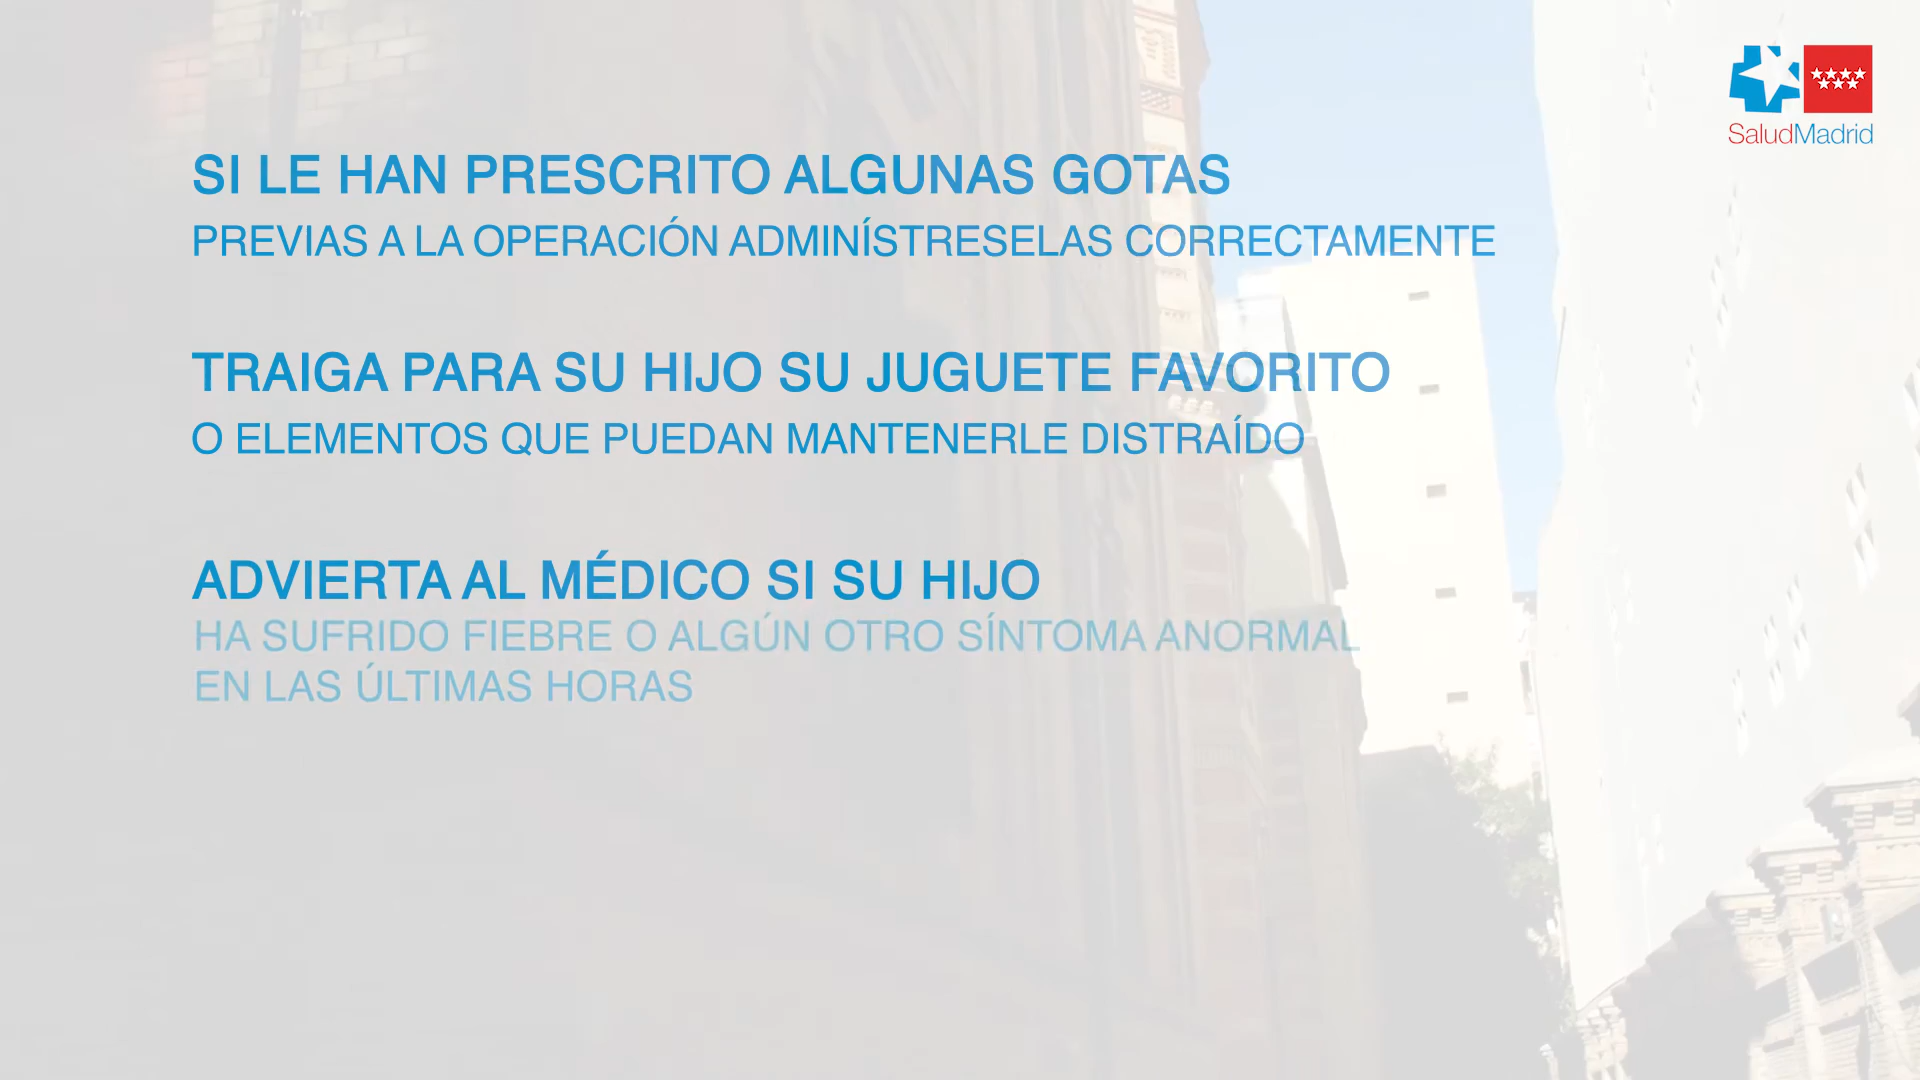 SaludMadrid
SI LE HAN PRESCRITO ALGUNAS GOTAS
PREVIAS A LA OPERACIÓN ADMINÍSTRESELAS CORRECTAMENTE
TRAIGA PARA SU HIJO SU JUGUETE FAVORITO
O ELEMENTOS QUE PUEDAN MANTENERLE DISTRAÍDO
ADVIERTA AL MÉDICO SI SU HIJO
HA SUFRIDO FIEBRE O ALGÚN OTRO SÍNTOMA ANORMAL
EN LAS ÚLTIMAS HORAS